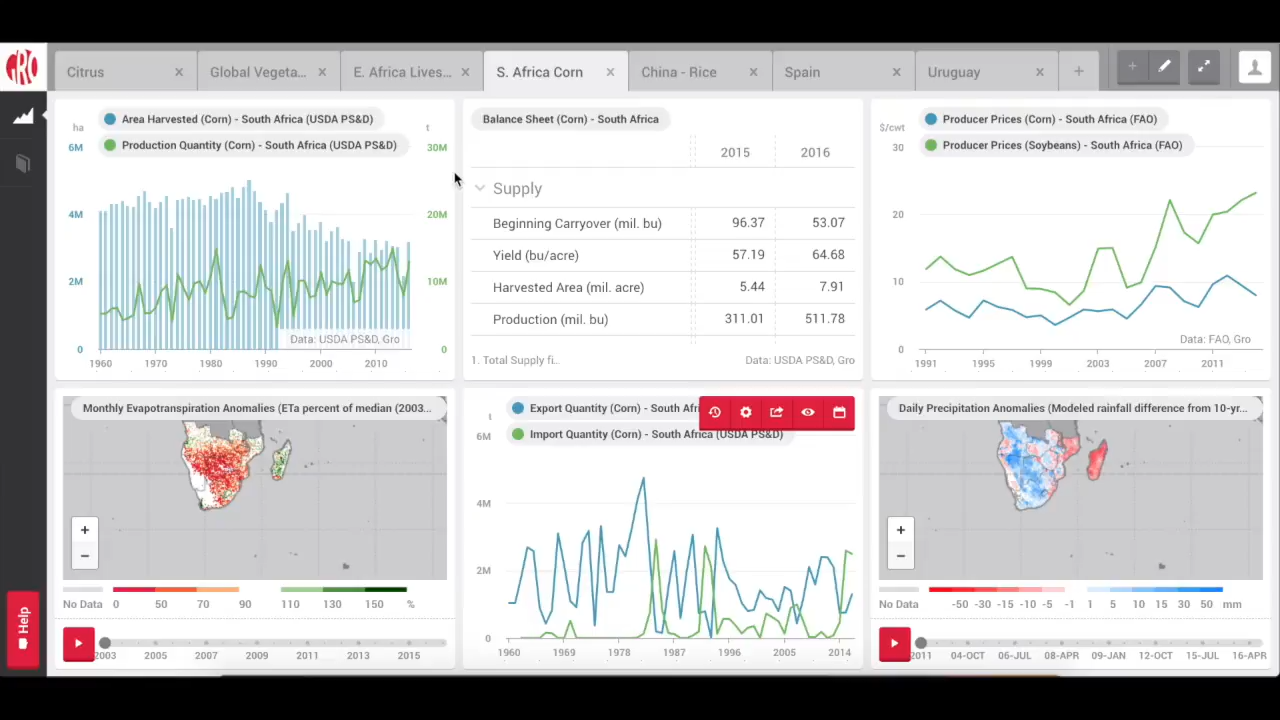 GRO
Citrus
Global Vegeta...
E. Africa Lives...
S. Africa Corn
China - Rice
Spain
Uruguay
Area Harvested (Corn) - South Africa (USDA PS&D)
Production Quantity (Corn) - South Africa (USDA PS&D)
ha
t
6M
30M
4M
20M
2M
10M
0
0
Data: USDA PS&D, Gro
1960 1970 1980 1990 2000 2010
Balance Sheet (Corn) - South Africa
2015 2016
Supply
Beginning Carryover (mil. bu) 96.37 53.07
Yield (bu/acre) 57.19 64.68
Harvested Area (mil. acre) 5.44 7.91
Production (mil. bu) 311.01 511.78
1. Total Supply fi.. Data: USDA PS&D, Gro
Producer Prices (Corn) - South Africa (FAO)
Producer Prices (Soybeans) - South Africa (FAO)
$/cwt
30
20
10
0
Data: FAO, Gro
1991 1995 1999 2003 2007 2011
Monthly Evapotranspiration Anomalies (ETa percent of median (2003...
+
−
No Data 0 50 70 90 110 130 150 %
2003 2005 2007 2009 2011 2013 2015
Export Quantity (Corn) - South Afri
Import Quantity (Corn) - South Africa (USDA PS&D)
t
6M
4M
2M
0
1960 1969 1978 1987 1996 2005 2014
Daily Precipitation Anomalies (Modeled rainfall difference from 10-yr...
+
−
No Data -50 -30 -15 -10 -5 -1 1 5 10 15 30 50 mm
2011 04-OCT 06-JUL 08-APR 09-JAN 12-OCT 15-JUL 16-APR
Help